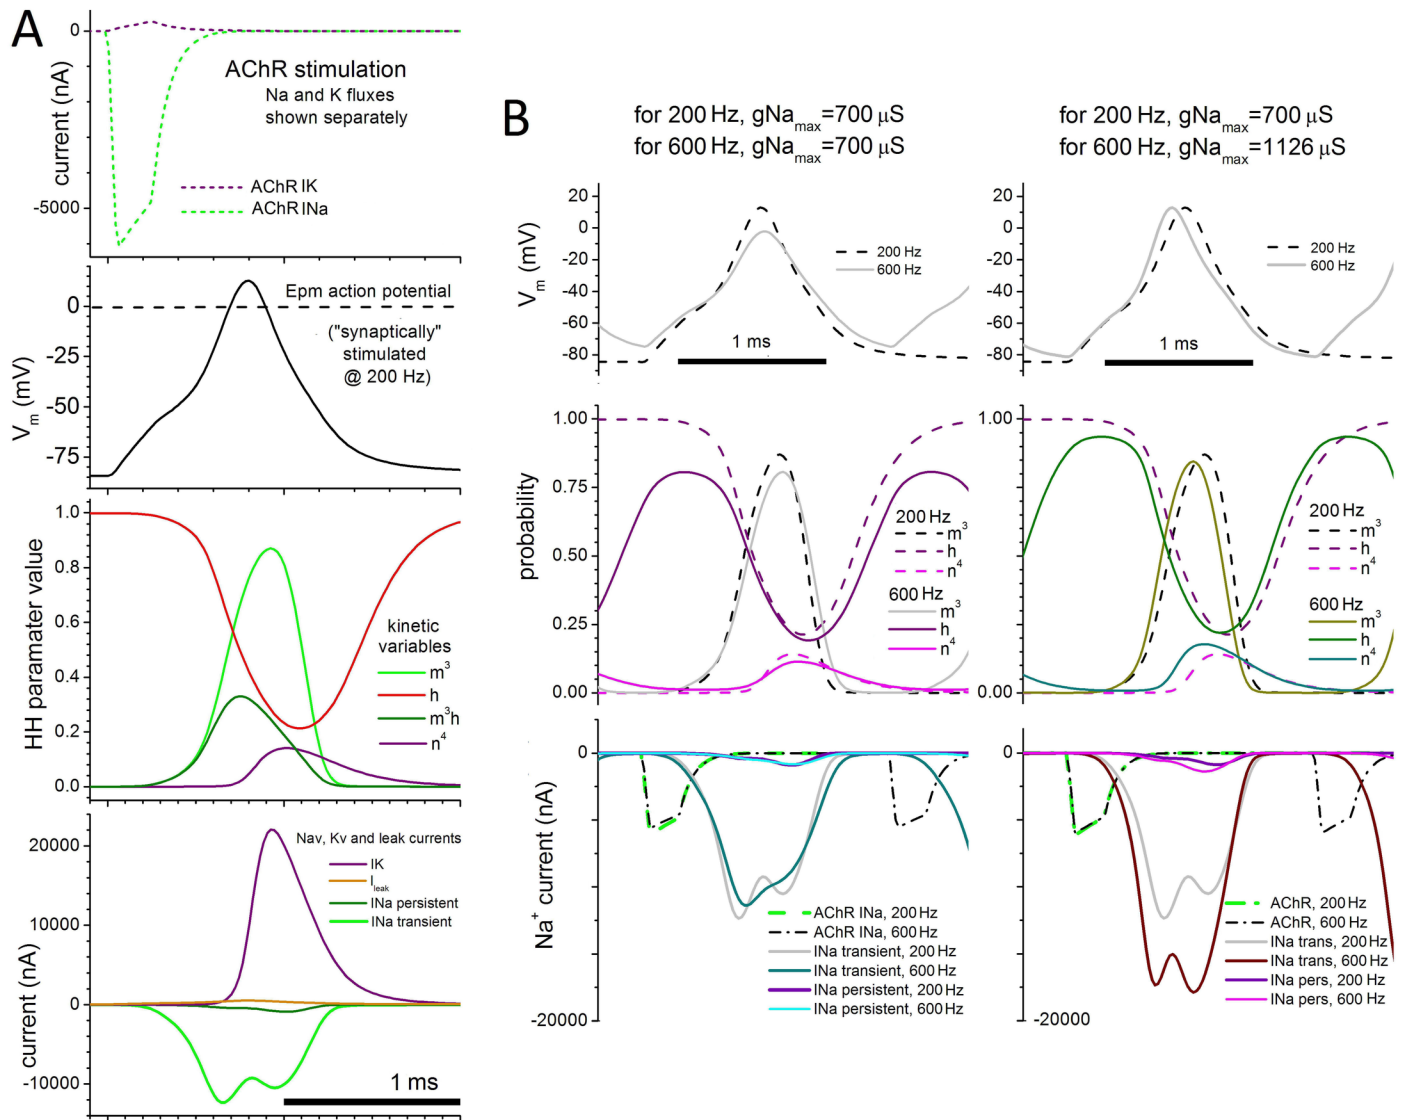 A
0
-5000
current (nA)
AChR stimulation
Na and K fluxes
shown separately
AChR IK
AChR INa
0
-25
-50
-75
Vm (mV)
Epm action potential
("synaptically"
stimulated
@ 200 Hz)
1.0
0.8
0.6
0.4
0.2
0.0
HH paramater value
kinetic
variables
m³
h
m³h
n⁴
20000
10000
0
-10000
current (nA)
Nav, Kv and leak currents
IK
Ileak
INa persistent
INa transient
1 ms
B
for 200 Hz, gNamax=700 μS
for 600 Hz, gNamax=700 μS
20
0
-20
-40
-60
-80
Vm (mV)
200 Hz
600 Hz
1 ms
1.00
0.75
0.50
0.25
0.00
probability
200 Hz
m³
h
n⁴
600 Hz
m³
h
n⁴
0
-20000
Na⁺ current (nA)
AChR INa, 200 Hz
AChR INa, 600 Hz
INa transient, 200 Hz
INa transient, 600 Hz
INa persistent, 200 Hz
INa persistent, 600 Hz
for 200 Hz, gNamax=700 μS
for 600 Hz, gNamax=1126 μS
20
0
-20
-40
-60
-80
Vm (mV)
200 Hz
600 Hz
1 ms
1.00
0.00
200 Hz
m³
h
n⁴
600 Hz
m³
h
n⁴
0
-20000
AChR, 200 Hz
AChR, 600 Hz
INa trans, 200 Hz
INa trans, 600 Hz
INa pers, 200 Hz
INa pers, 600 Hz